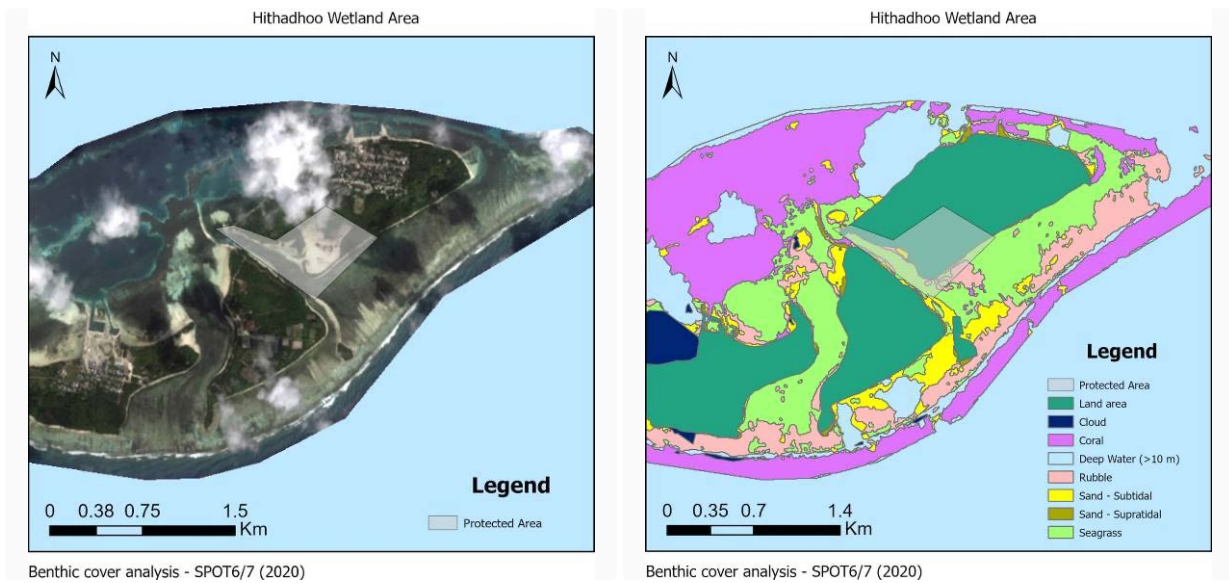 Hithadhoo Wetland Area
N
Legend
Protected Area
0 0.38 0.75 1.5
Km
Benthic cover analysis - SPOT6/7 (2020)
Hithadhoo Wetland Area
N
Legend
Protected Area
Land area
Cloud
Coral
Deep Water (>10 m)
Rubble
Sand - Subtidal
Sand - Supratidal
Seagrass
0 0.35 0.7 1.4
Km
Benthic cover analysis - SPOT6/7 (2020)